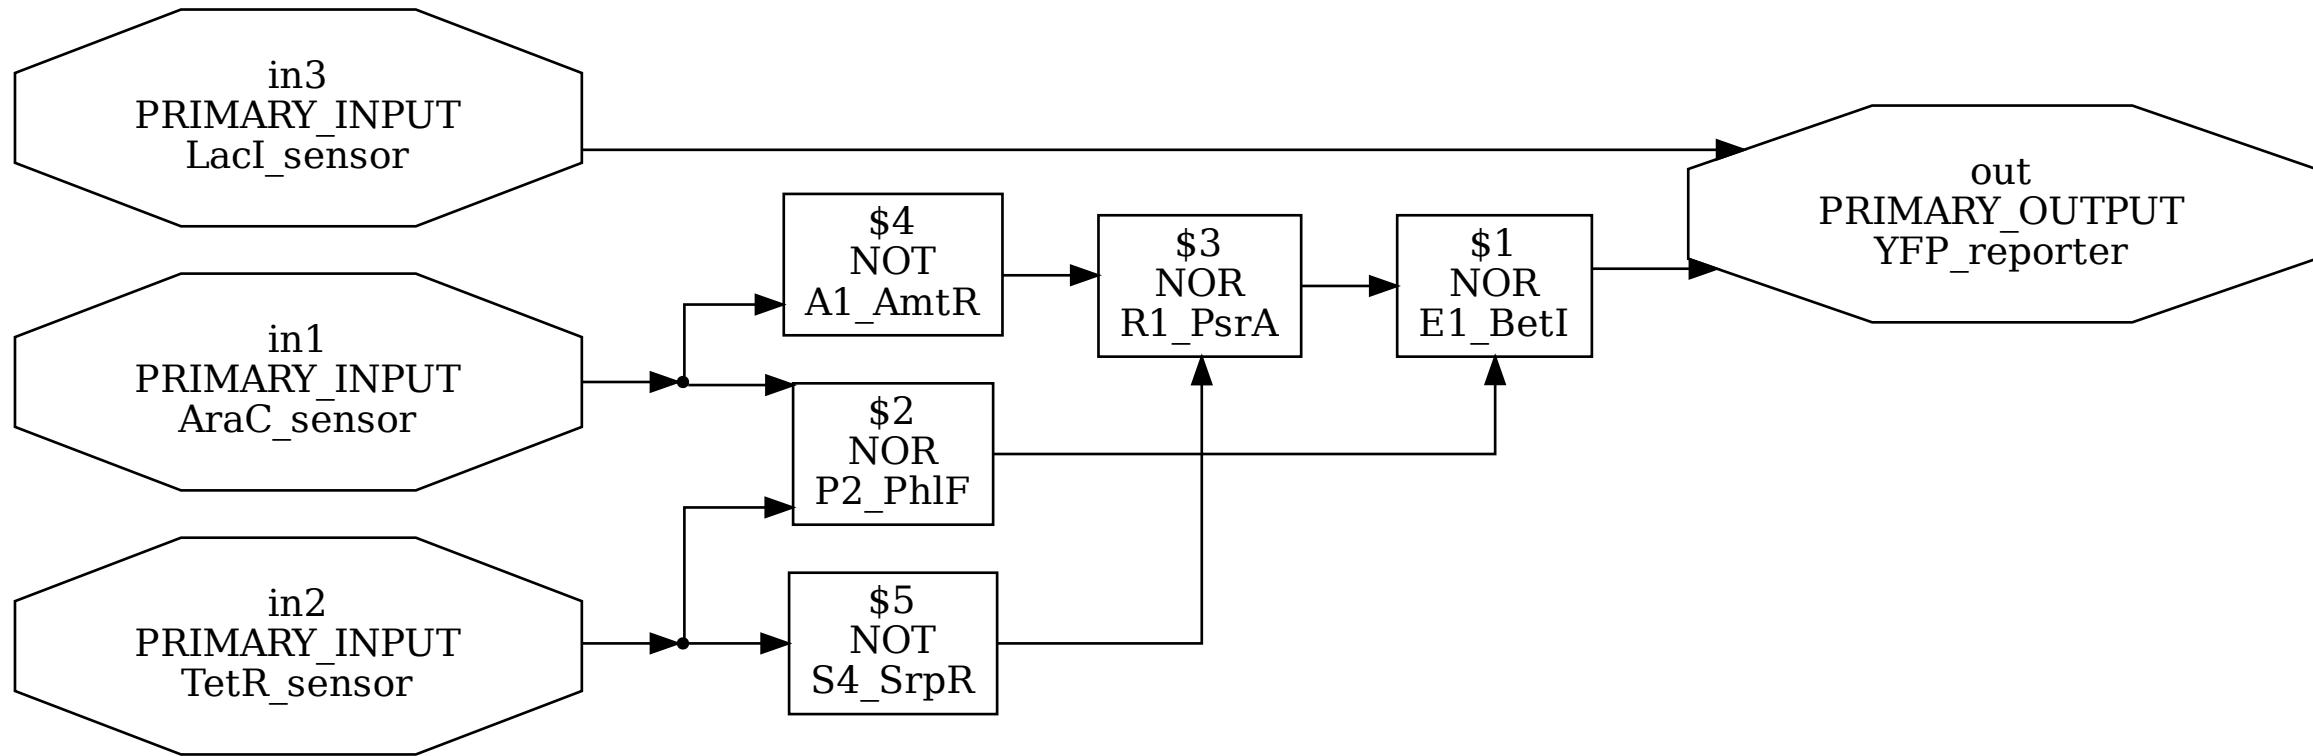 in3
PRIMARY_INPUT
LacI_sensor
in1
PRIMARY_INPUT
AraC_sensor
in2
PRIMARY_INPUT
TetR_sensor
$4
NOT
A1_AmtR
$2
NOR
P2_PhlF
$5
NOT
S4_SrpR
$3
NOR
R1_PsrA
$1
NOR
E1_BetI
out
PRIMARY_OUTPUT
YFP_reporter